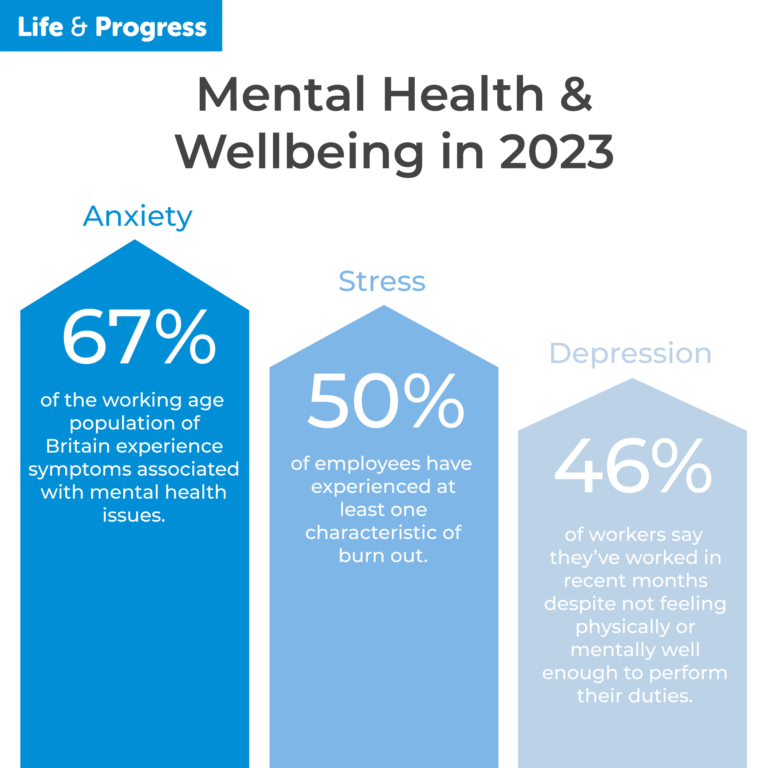 Life & Progress
Mental Health &
Wellbeing in 2023
Anxiety
67%
of the working age
population of
Britain experience
symptoms associated
with mental health
issues.
Stress
50%
of employees have
experienced at
least one
characteristic of
burn out.
Depression
46%
of workers say
they’ve worked in
recent months
despite not feeling
physically or
mentally well
enough to perform
their duties.